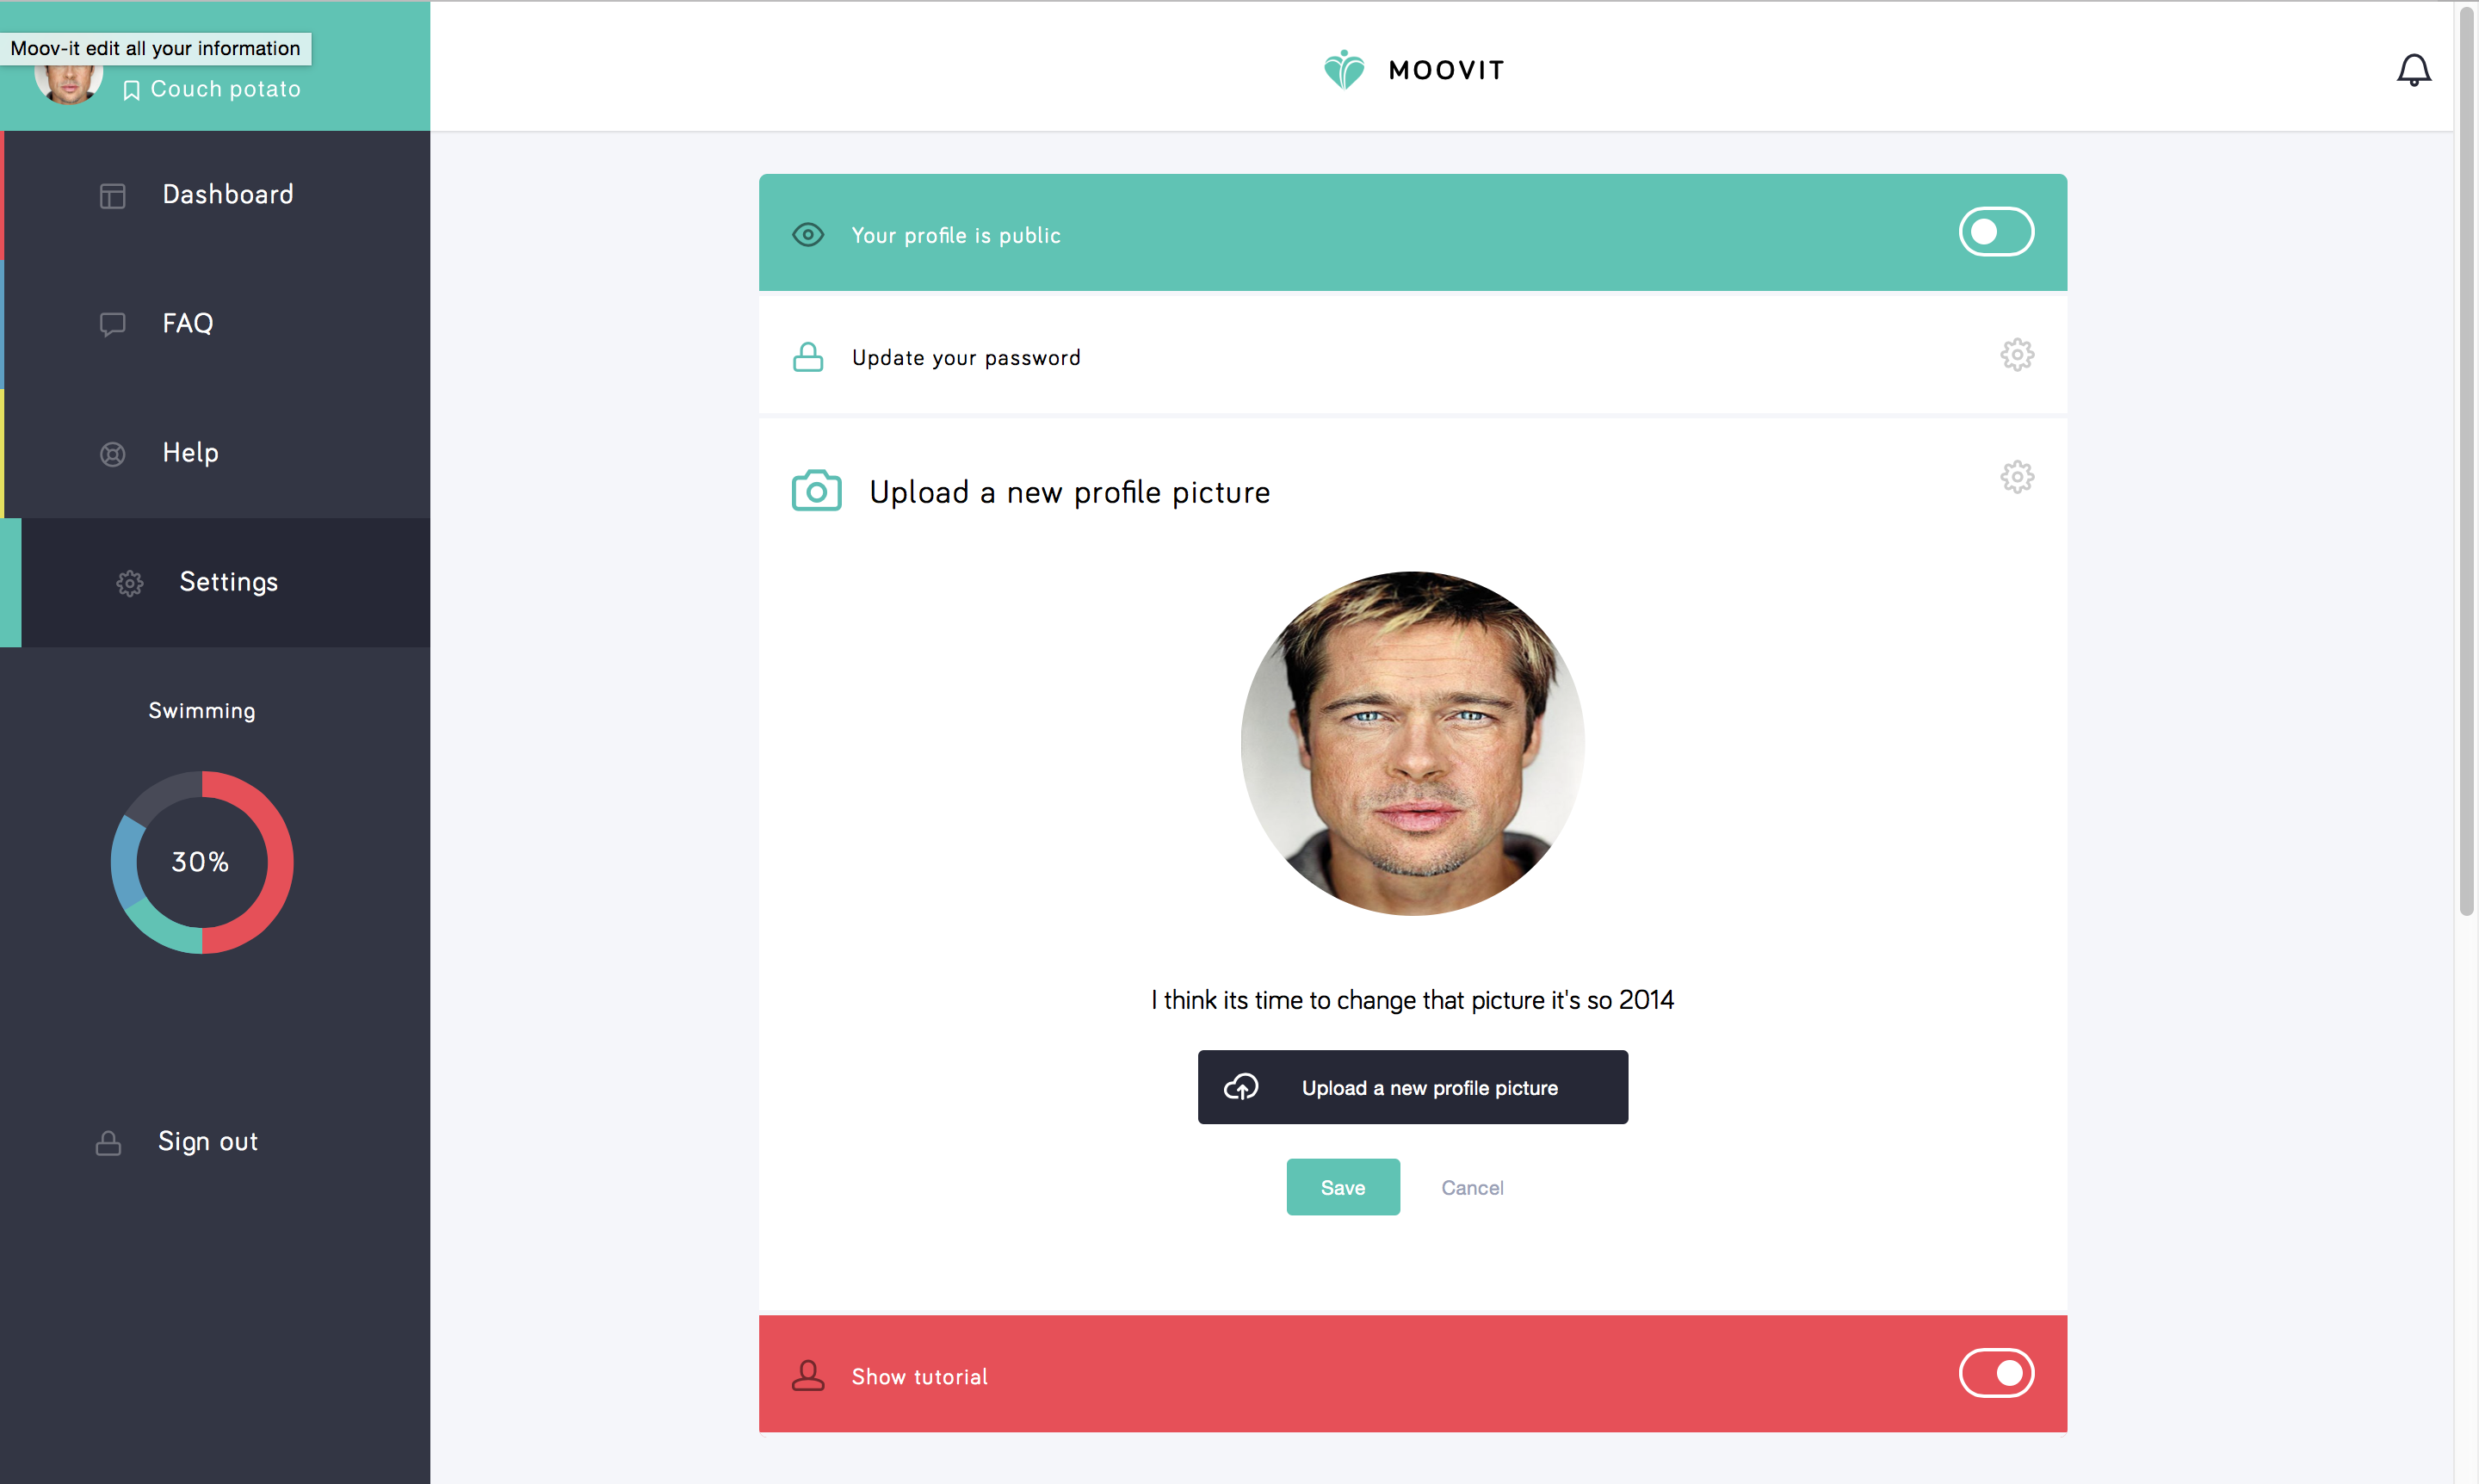 Moov-it edit all your information
Couch potato
MOOVIT
Dashboard
FAQ
Help
Settings
Swimming
30%
Sign out
Your profile is public
Update your password
Upload a new profile picture
I think its time to change that picture it's so 2014
Upload a new profile picture
Save
Cancel
Show tutorial